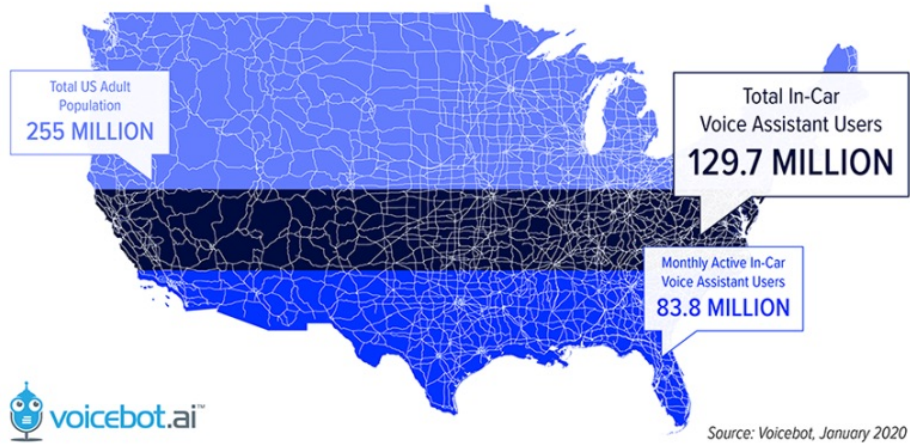 Total US Adult
Population
255 MILLION
Total In-Car
Voice Assistant Users
129.7 MILLION
Monthly Active In-Car
Voice Assistant Users
83.8 MILLION
voicebot.ai™
Source: Voicebot, January 2020